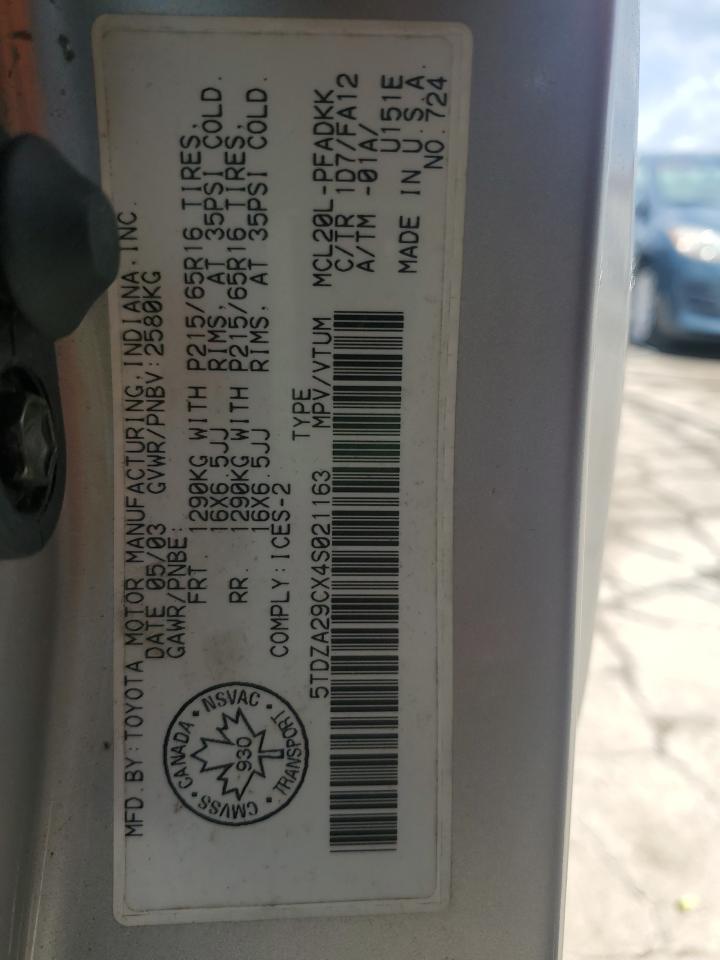 MFD.BY:TOYOTA MOTOR MANUFACTURING,INDIANA,INC.
DATE 05/03 GVWR/PNBV:2580KG
GAWR/PNBE:
FRT. 1290KG WITH P215/65R16 TIRES,
16X6.5JJ RIMS, AT 35PSI COLD.
RR. 1290KG WITH P215/65R16 TIRES,
16X6.5JJ RIMS, AT 35PSI COLD.
COMPLY:ICES-2
TYPE
5TDZA29CX4S021163 MPV/VTUM
MCL20L-PFADKK
C/TR 1D7/FA12
A/TM -01A/
U151E
MADE IN U.S.A.
NO.724
CANADA · NSVAC · TRANSPORT · CMVSS ·
930